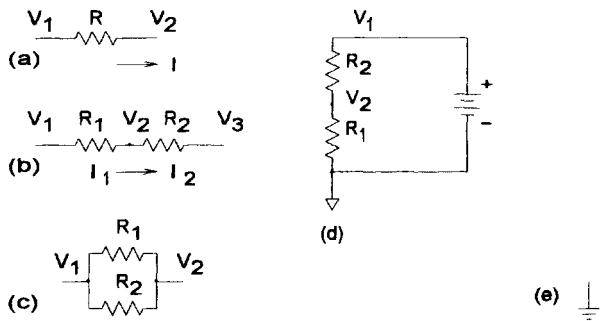 V1 R V2
(a) I
V1 R1 V2 R2 V3
(b) I1 I2
R1
V1 V2
R2
(c)
V1
R2
V2
R1
+
−
(d)
(e)